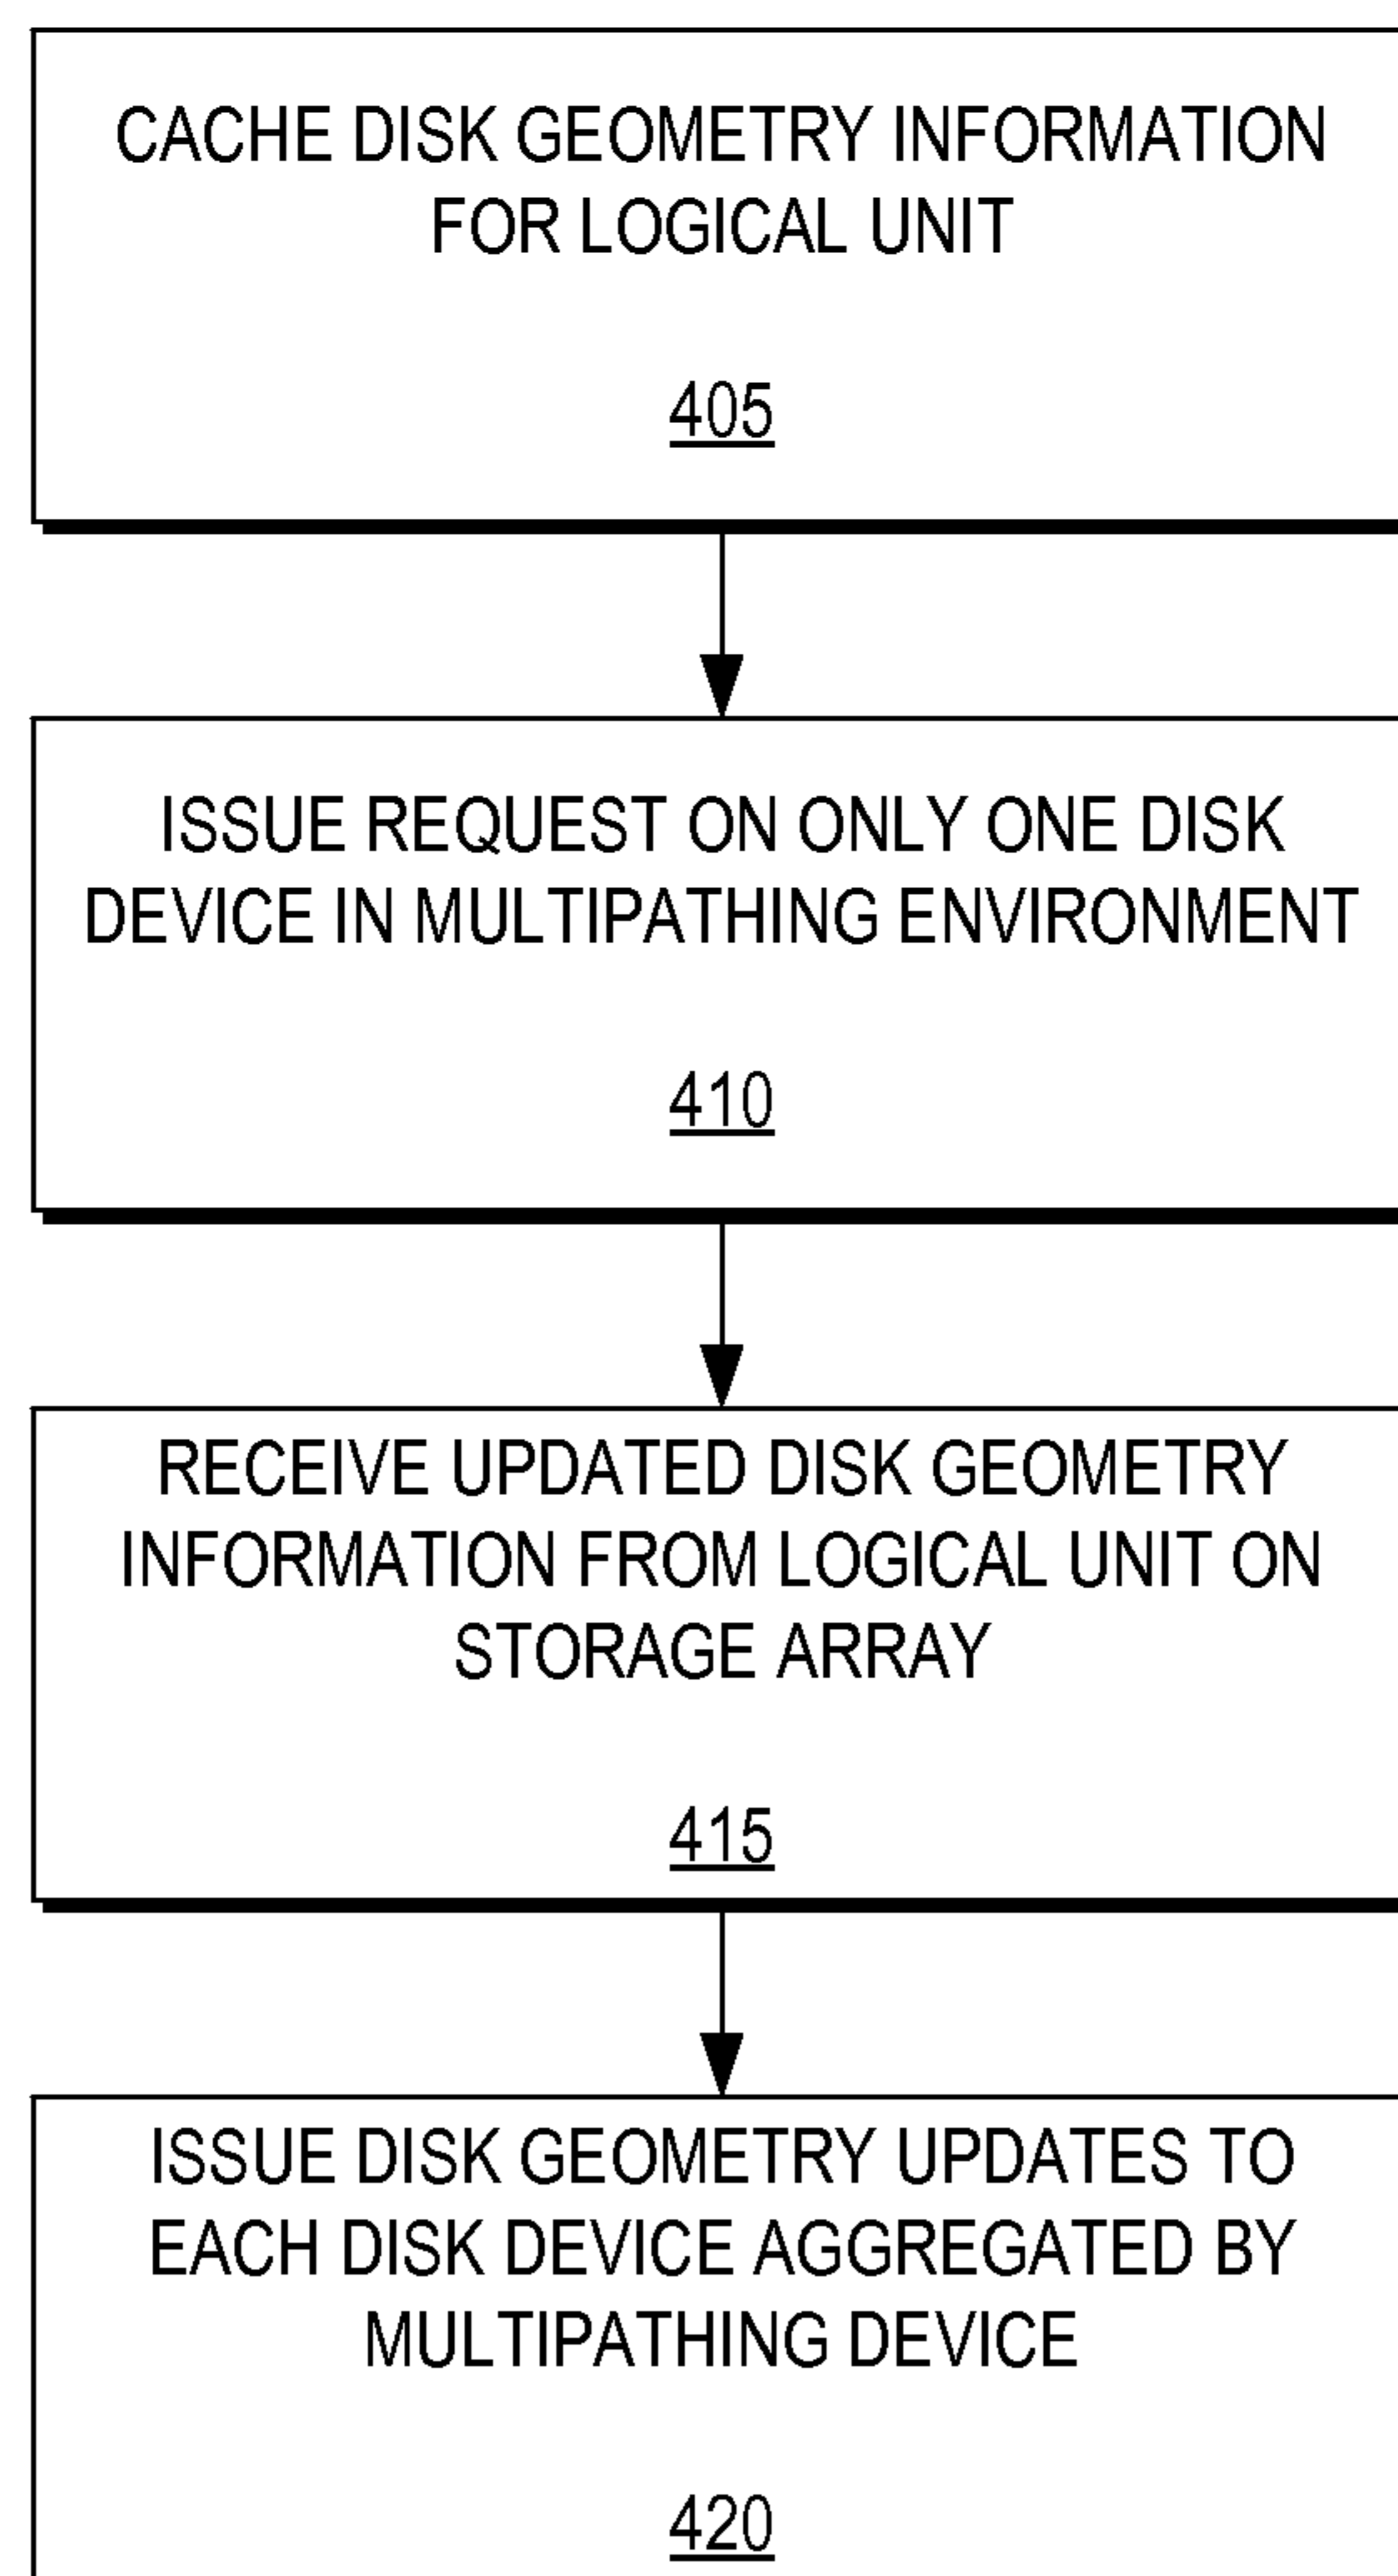 CACHE DISK GEOMETRY INFORMATION
FOR LOGICAL UNIT
405
ISSUE REQUEST ON ONLY ONE DISK
DEVICE IN MULTIPATHING ENVIRONMENT
410
RECEIVE UPDATED DISK GEOMETRY
INFORMATION FROM LOGICAL UNIT ON
STORAGE ARRAY
415
ISSUE DISK GEOMETRY UPDATES TO
EACH DISK DEVICE AGGREGATED BY
MULTIPATHING DEVICE
420